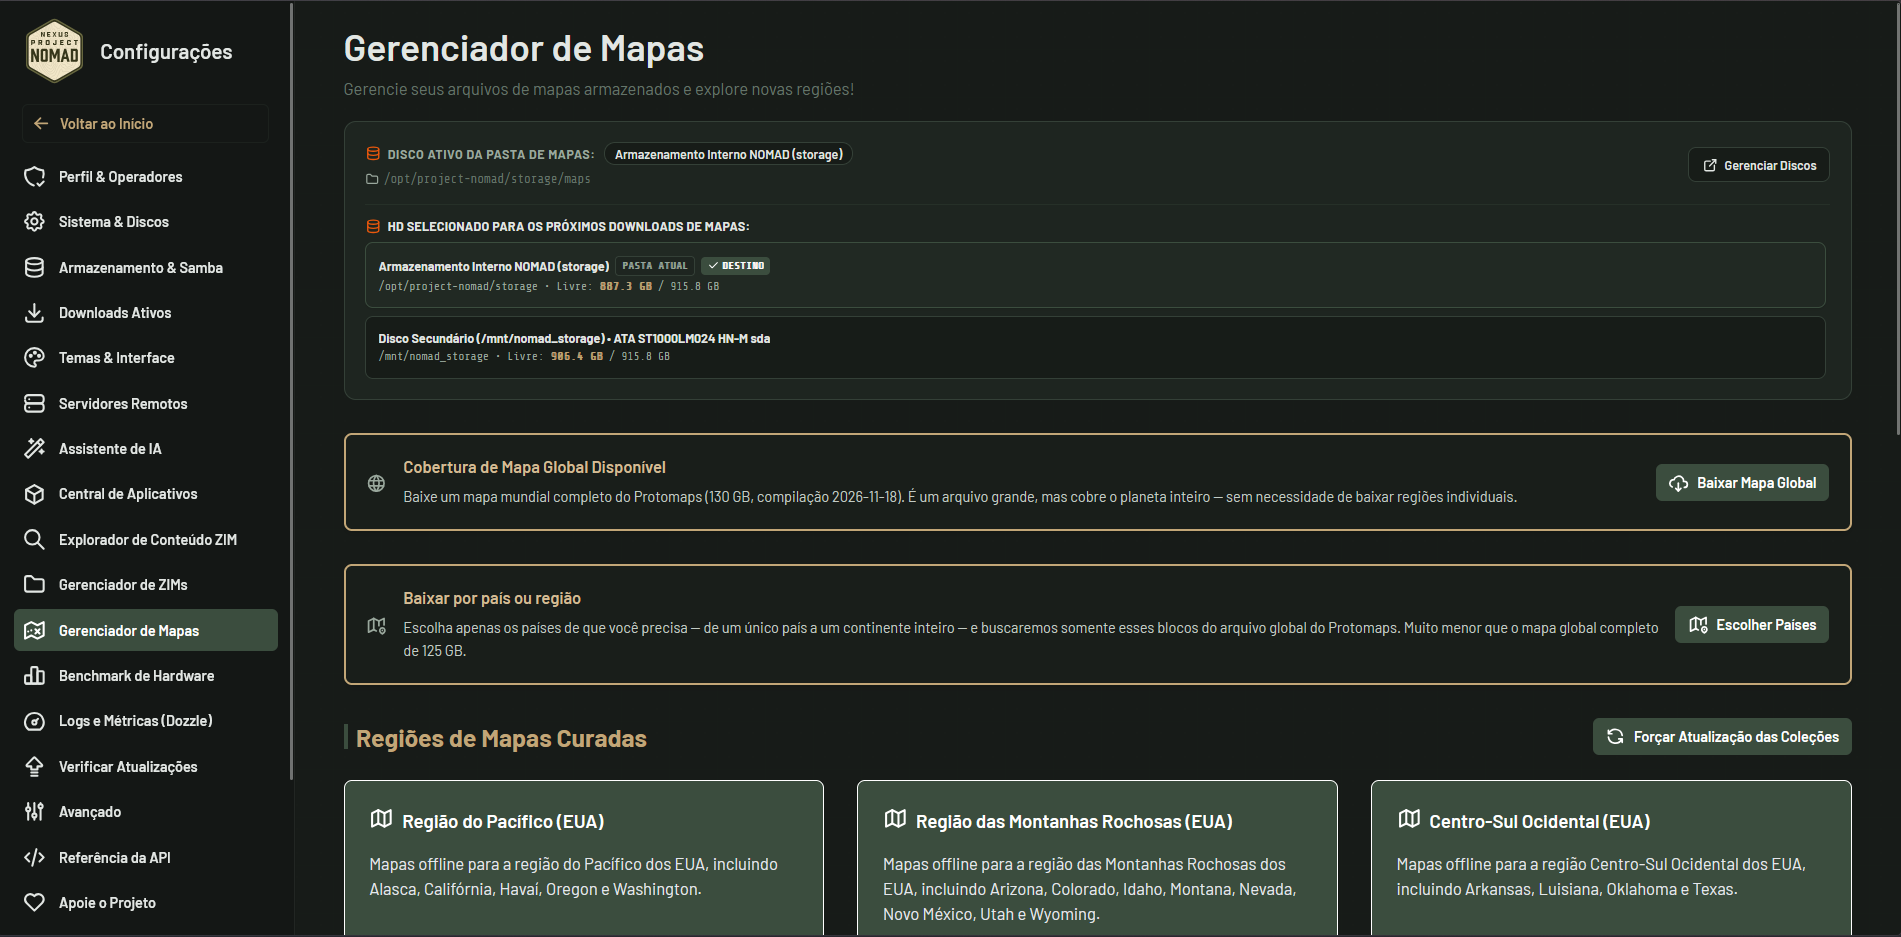 NEXUS
PROJECT
NOMAD
Configurações
Voltar ao Início
Perfil & Operadores
Sistema & Discos
Armazenamento & Samba
Downloads Ativos
Temas & Interface
Servidores Remotos
Assistente de IA
Central de Aplicativos
Explorador de Conteúdo ZIM
Gerenciador de ZIMs
Gerenciador de Mapas
Benchmark de Hardware
Logs e Métricas (Dozzle)
Verificar Atualizações
Avançado
Referência da API
Apoie o Projeto
Gerenciador de Mapas
Gerencie seus arquivos de mapas armazenados e explore novas regiões!
DISCO ATIVO DA PASTA DE MAPAS: Armazenamento Interno NOMAD (storage)
/opt/project-nomad/storage/maps
Gerenciar Discos
HD SELECIONADO PARA OS PRÓXIMOS DOWNLOADS DE MAPAS:
Armazenamento Interno NOMAD (storage) PASTA ATUAL DESTINO
/opt/project-nomad/storage • Livre: 887.3 GB / 915.8 GB
Disco Secundário (/mnt/nomad_storage) • ATA ST1000LM024 HN-M sda
/mnt/nomad_storage • Livre: 906.4 GB / 915.8 GB
Cobertura de Mapa Global Disponível
Baixe um mapa mundial completo do Protomaps (130 GB, compilação 2026-11-18). É um arquivo grande, mas cobre o planeta inteiro — sem necessidade de baixar regiões individuais.
Baixar Mapa Global
Baixar por país ou região
Escolha apenas os países de que você precisa — de um único país a um continente inteiro — e buscaremos somente esses blocos do arquivo global do Protomaps. Muito menor que o mapa global completo
de 125 GB.
Escolher Países
Regiões de Mapas Curadas
Forçar Atualização das Coleções
Região do Pacífico (EUA)
Mapas offline para a região do Pacífico dos EUA, incluindo
Alasca, Califórnia, Havaí, Oregon e Washington.
Região das Montanhas Rochosas (EUA)
Mapas offline para a região das Montanhas Rochosas dos
EUA, incluindo Arizona, Colorado, Idaho, Montana, Nevada,
Novo México, Utah e Wyoming.
Centro-Sul Ocidental (EUA)
Mapas offline para a região Centro-Sul Ocidental dos EUA,
incluindo Arkansas, Luisiana, Oklahoma e Texas.